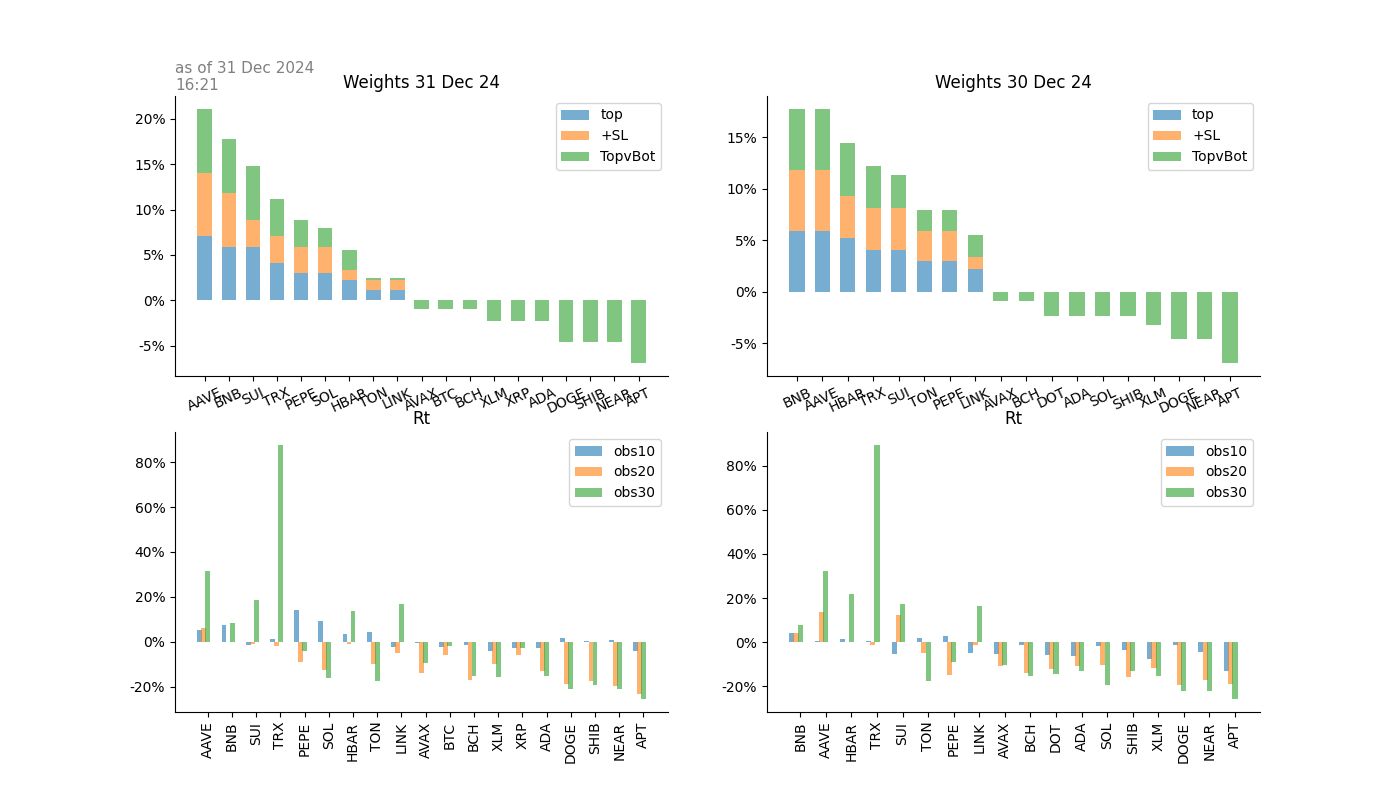 as of 31 Dec 2024
16:21
Weights 31 Dec 24
20%
15%
10%
5%
0%
-5%
top
+SL
TopvBot
AAVE BNB SUI TRX PEPE SOL HBAR TON LINK AVAX BTC BCH XLM XRP ADA DOGE SHIB NEAR APT
Weights 30 Dec 24
15%
10%
5%
0%
-5%
top
+SL
TopvBot
BNB AAVE HBAR TRX SUI TON PEPE LINK AVAX BCH DOT ADA SOL SHIB XLM DOGE NEAR APT
Rt
80%
60%
40%
20%
0%
-20%
obs10
obs20
obs30
AAVE BNB SUI TRX PEPE SOL HBAR TON LINK AVAX BTC BCH XLM XRP ADA DOGE SHIB NEAR APT
Rt
80%
60%
40%
20%
0%
-20%
obs10
obs20
obs30
BNB AAVE HBAR TRX SUI TON PEPE LINK AVAX BCH DOT ADA SOL SHIB XLM DOGE NEAR APT